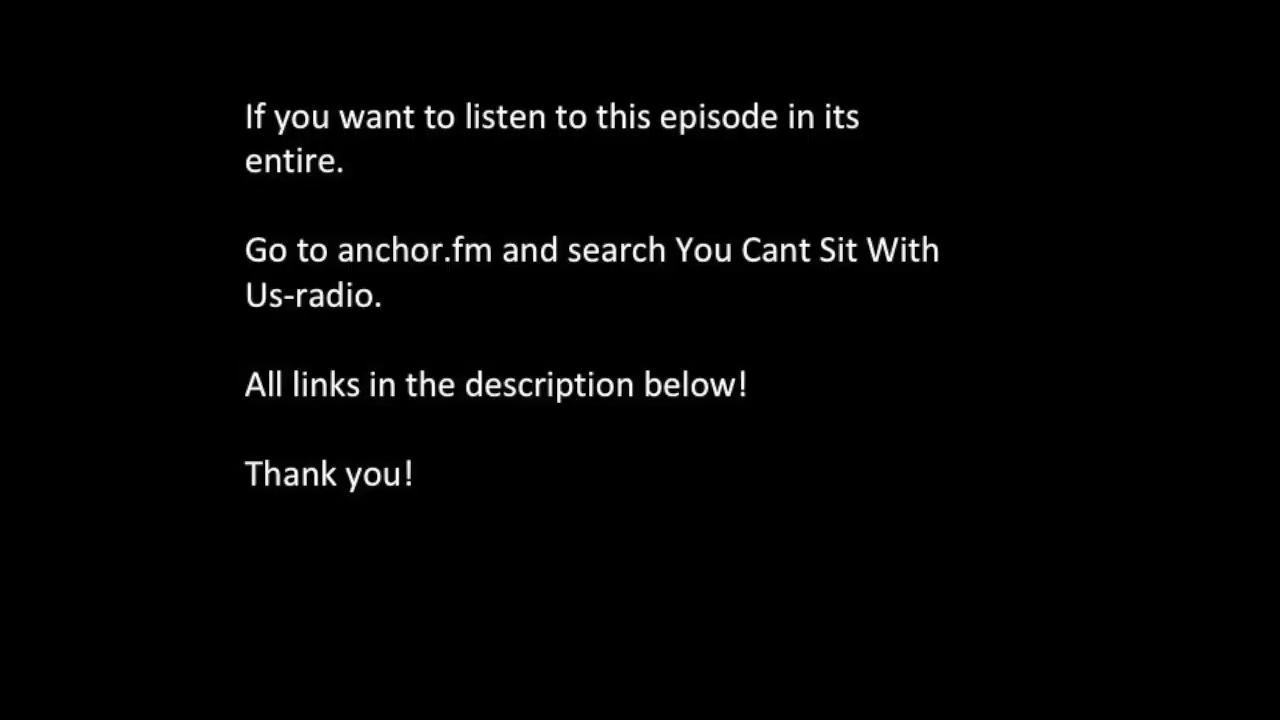 If you want to listen to this episode in its
entire.
Go to anchor.fm and search You Cant Sit With
Us-radio.
All links in the description below!
Thank you!